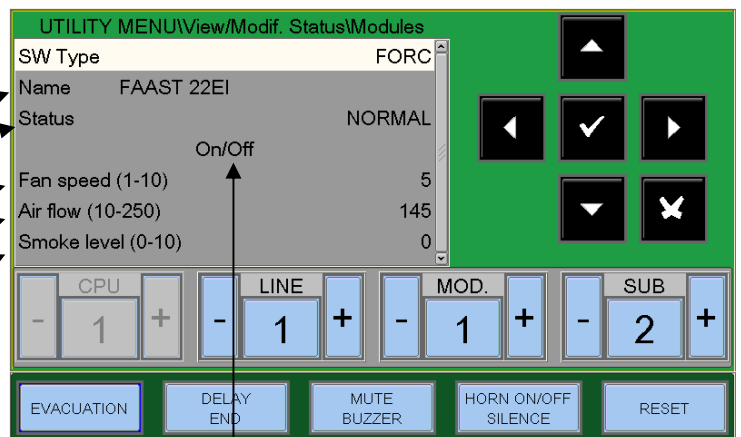 UTILITY MENU\View/Modif. Status\Modules
SW Type FORC
Name FAAST 22EI
Status NORMAL
On/Off
Fan speed (1-10) 5
Air flow (10-250) 145
Smoke level (0-10) 0
CPU LINE MOD. SUB
- 1 + - 1 + - 1 + - 2 +
EVACUATION DELAY END MUTE BUZZER HORN ON/OFF SILENCE RESET